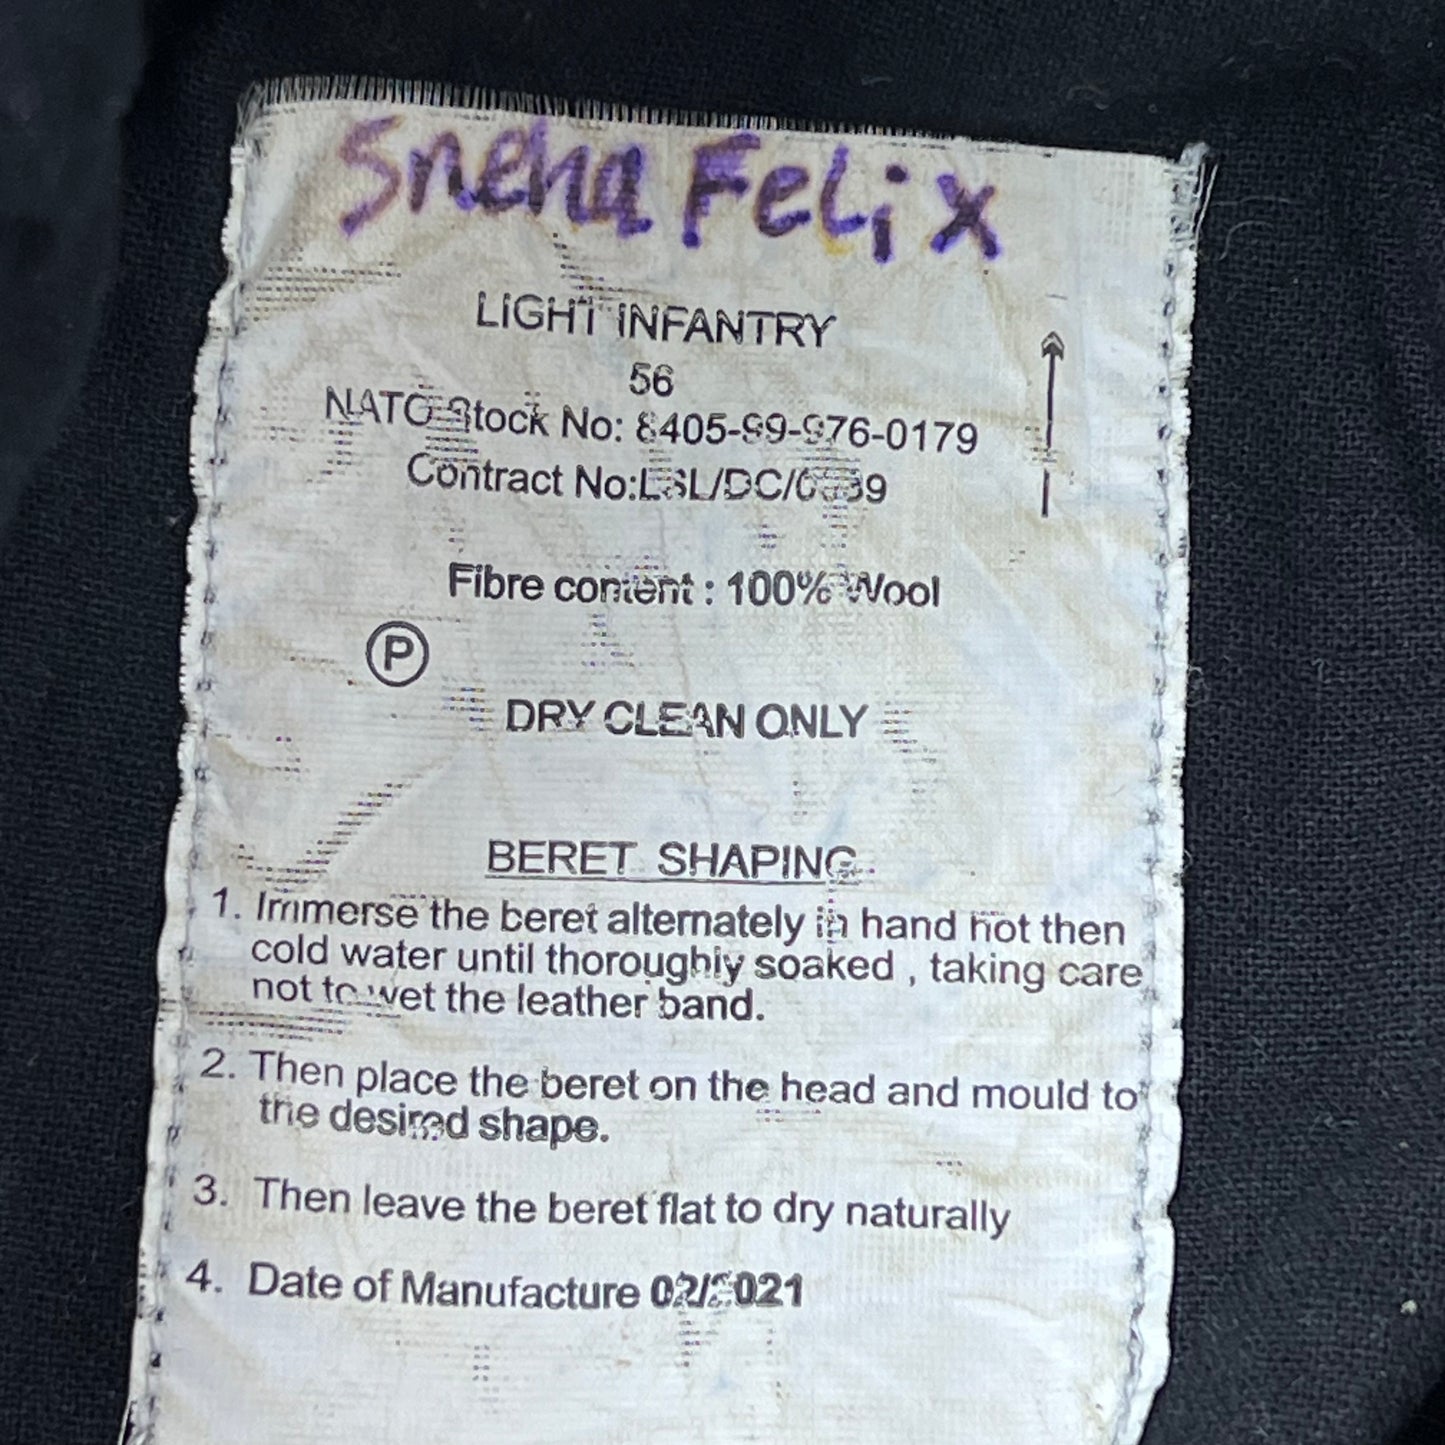 Sneha Felix
LIGHT INFANTRY
56
NATO Stock No: 8405-99-976-0179
Contract No:
Fibre content : 100% Wool
P
DRY CLEAN ONLY
BERET SHAPING
1. Immerse the beret alternately in hand hot then
cold water until thoroughly soaked , taking care
not to wet the leather band.
2. Then place the beret on the head and mould to
the desired shape.
3. Then leave the beret flat to dry naturally
4. Date of Manufacture 02/2021